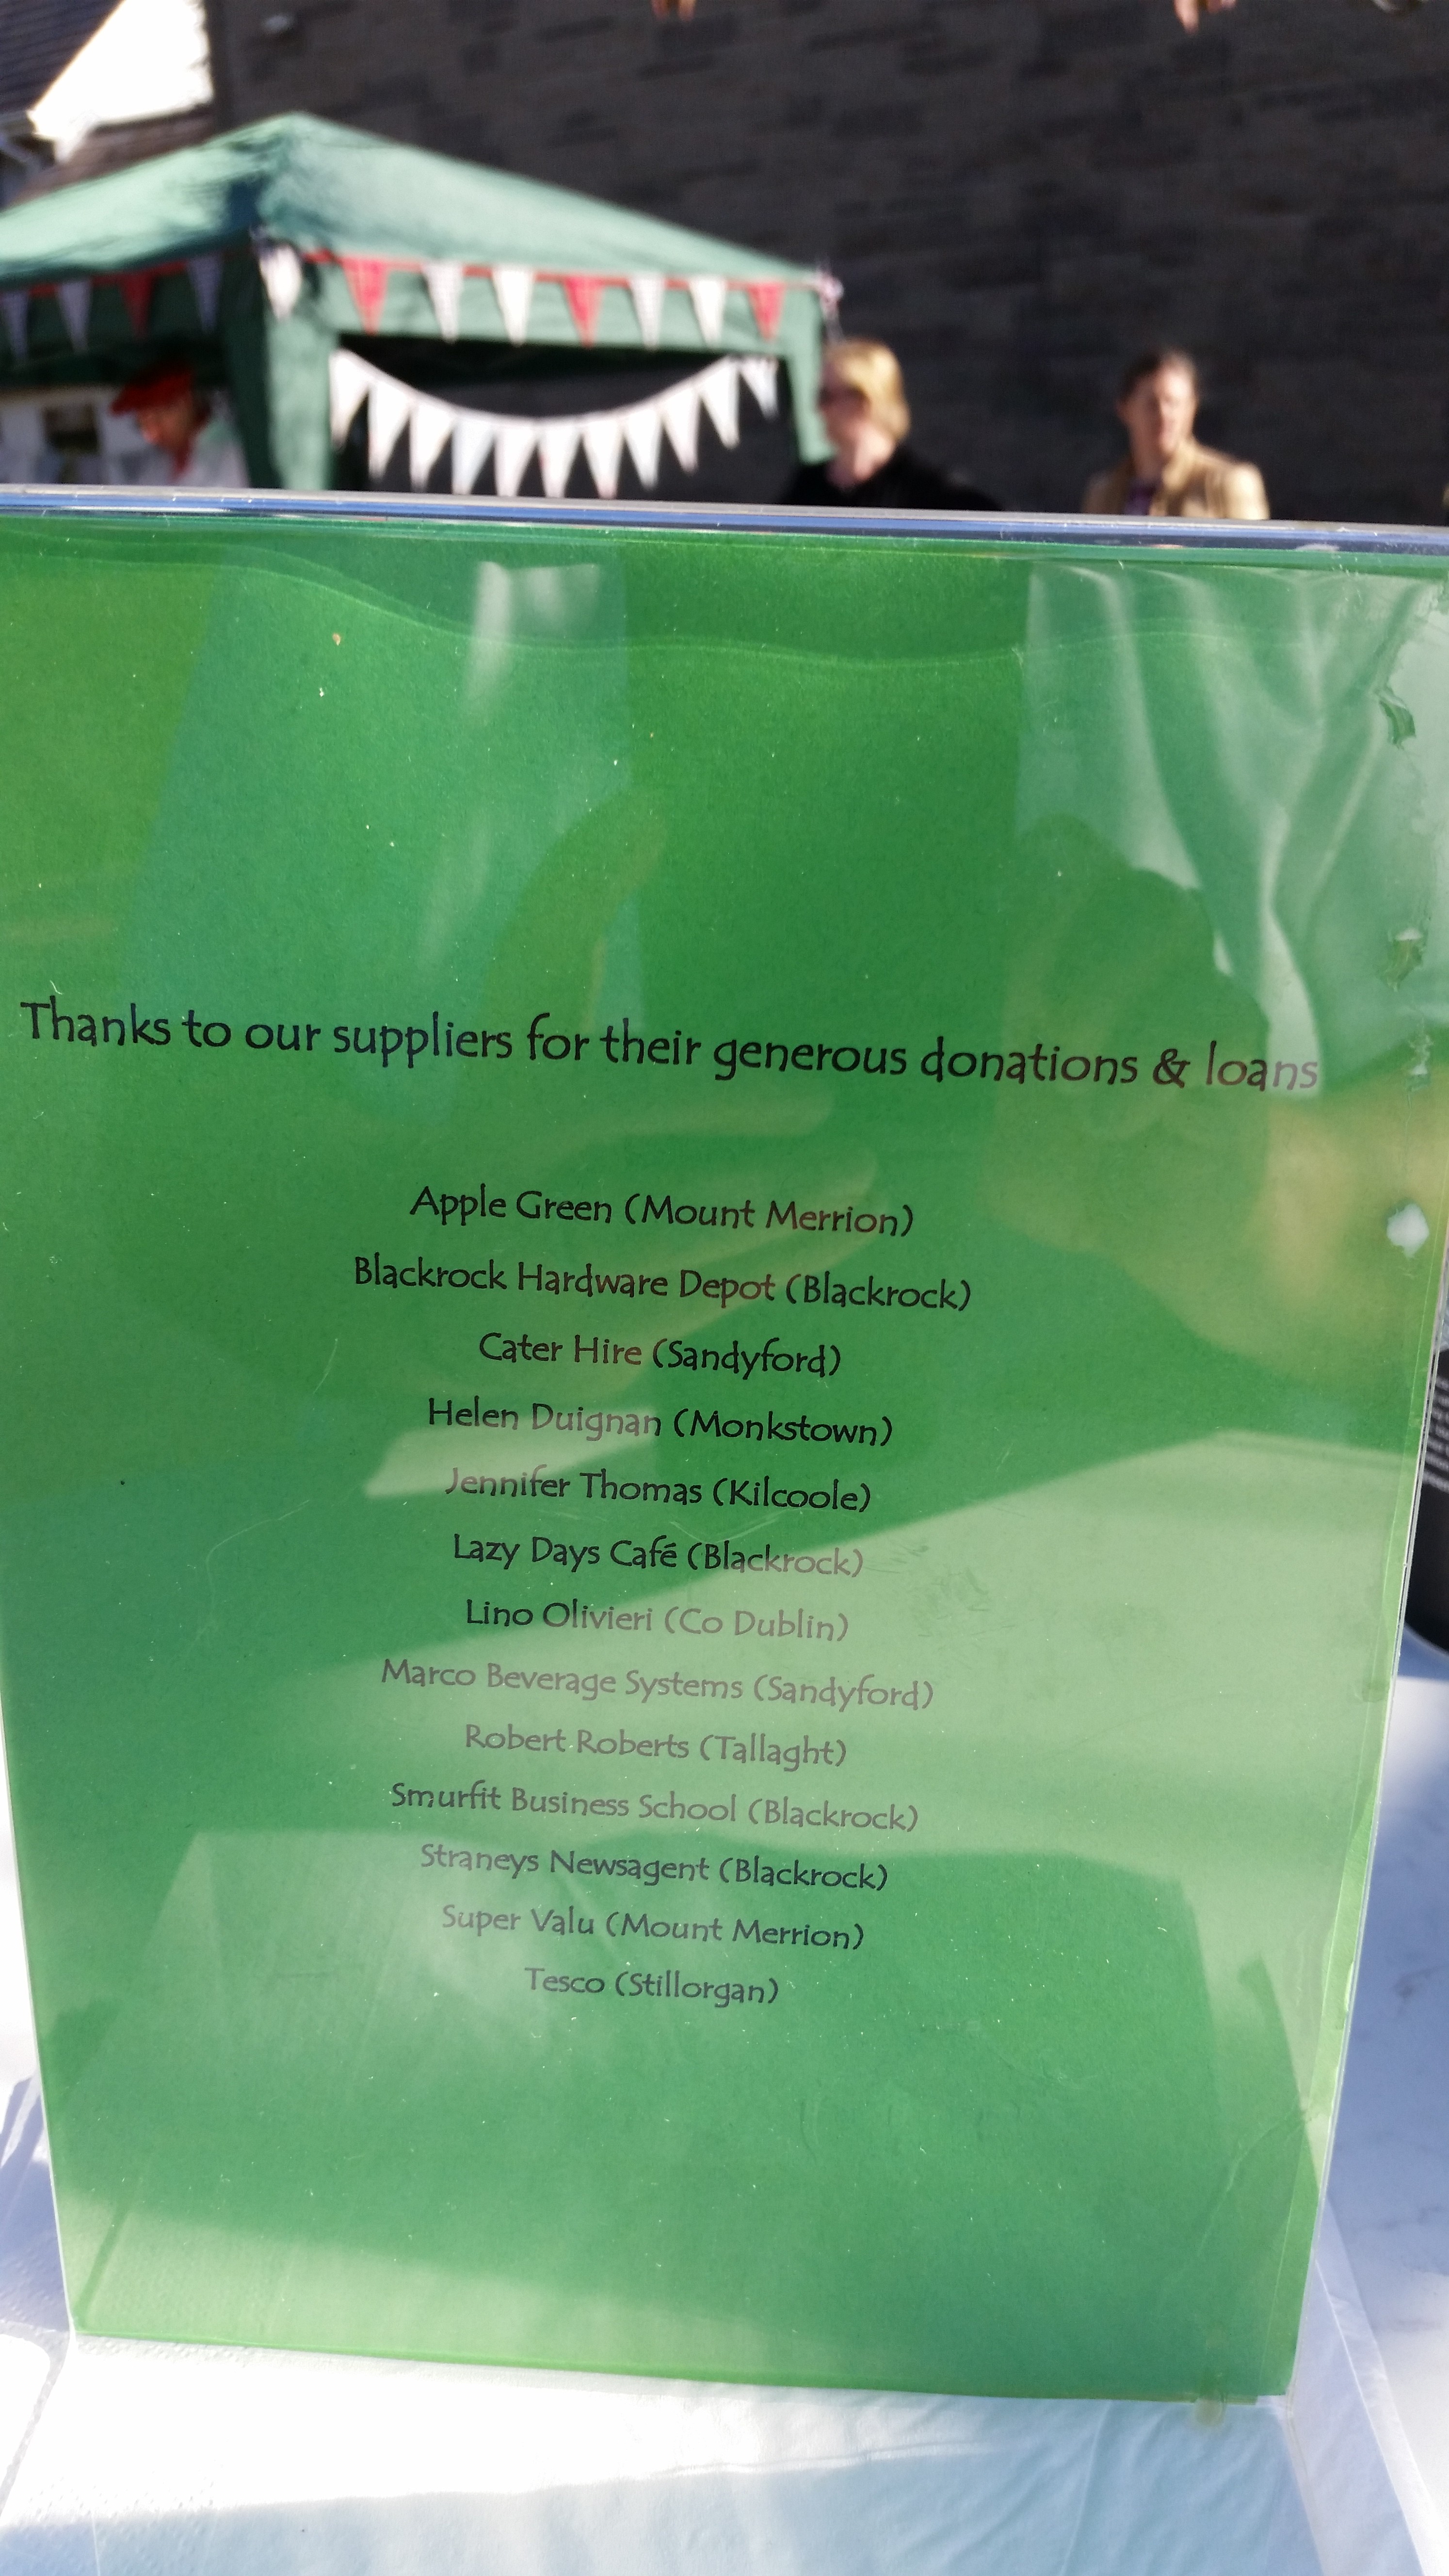 Thanks to our suppliers for their generous donations & loans
Apple Green (Mount Merrion)
Blackrock Hardware Depot (Blackrock)
Cater Hire (Sandyford)
Helen Duignan (Monkstown)
Jennifer Thomas (Kilcoole)
Lazy Days Café (Blackrock)
Lino Olivieri (Co Dublin)
Marco Beverage Systems (Sandyford)
Robert Roberts (Tallaght)
Smurfit Business School (Blackrock)
Straneys Newsagent (Blackrock)
Super Valu (Mount Merrion)
Tesco (Stillorgan)